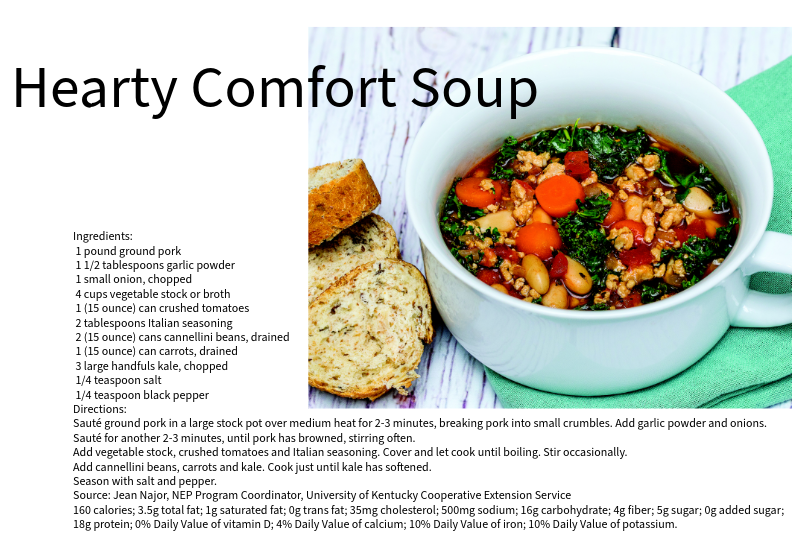 Hearty Comfort Soup
Ingredients:
1 pound ground pork
1 1/2 tablespoons garlic powder
1 small onion, chopped
4 cups vegetable stock or broth
1 (15 ounce) can crushed tomatoes
2 tablespoons Italian seasoning
2 (15 ounce) cans cannellini beans, drained
1 (15 ounce) can carrots, drained
3 large handfuls kale, chopped
1/4 teaspoon salt
1/4 teaspoon black pepper
Directions:
Sauté ground pork in a large stock pot over medium heat for 2-3 minutes, breaking pork into small crumbles. Add garlic powder and onions.
Sauté for another 2-3 minutes, until pork has browned, stirring often.
Add vegetable stock, crushed tomatoes and Italian seasoning. Cover and let cook until boiling. Stir occasionally.
Add cannellini beans, carrots and kale. Cook just until kale has softened.
Season with salt and pepper.
Source: Jean Najor, NEP Program Coordinator, University of Kentucky Cooperative Extension Service
160 calories; 3.5g total fat; 1g saturated fat; 0g trans fat; 35mg cholesterol; 500mg sodium; 16g carbohydrate; 4g fiber; 5g sugar; 0g added sugar;
18g protein; 0% Daily Value of vitamin D; 4% Daily Value of calcium; 10% Daily Value of iron; 10% Daily Value of potassium.